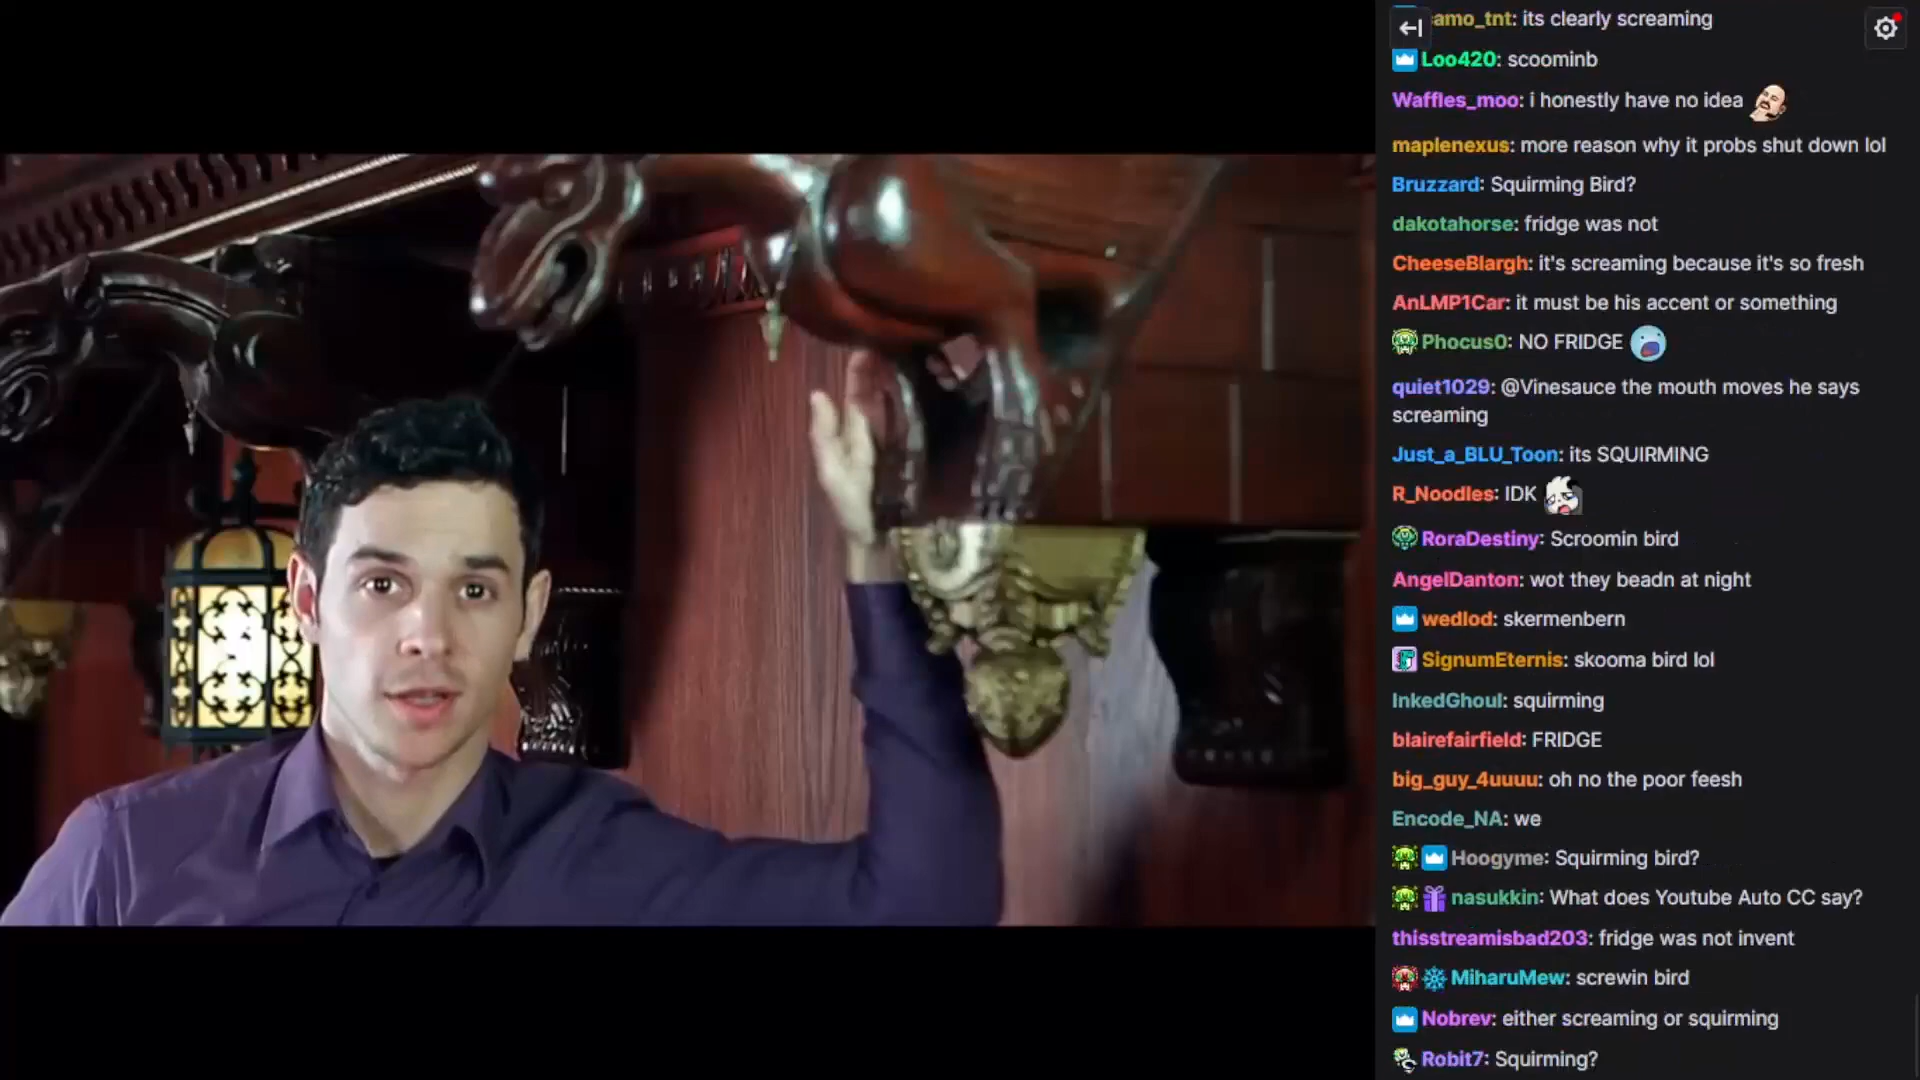 amo_tnt: its clearly screaming
Loo420: scoominb
Waffles_moo: i honestly have no idea
maplenexus: more reason why it probs shut down lol
Bruzzard: Squirming Bird?
dakotahorse: fridge was not
CheeseBlargh: it's screaming because it's so fresh
AnLMP1Car: it must be his accent or something
Phocus0: NO FRIDGE
quiet1029: @Vinesauce the mouth moves he says
screaming
Just_a_BLU_Toon: its SQUIRMING
R_Noodles: IDK
RoraDestiny: Scroomin bird
AngelDanton: wot they beadn at night
wedlod: skermenbern
SignumEternis: skooma bird lol
InkedGhoul: squirming
blairefairfield: FRIDGE
big_guy_4uuuu: oh no the poor feesh
Encode_NA: we
Hoogyme: Squirming bird?
nasukkin: What does Youtube Auto CC say?
thisstreamisbad203: fridge was not invent
MiharuMew: screwin bird
Nobrev: either screaming or squirming
Robit7: Squirming?